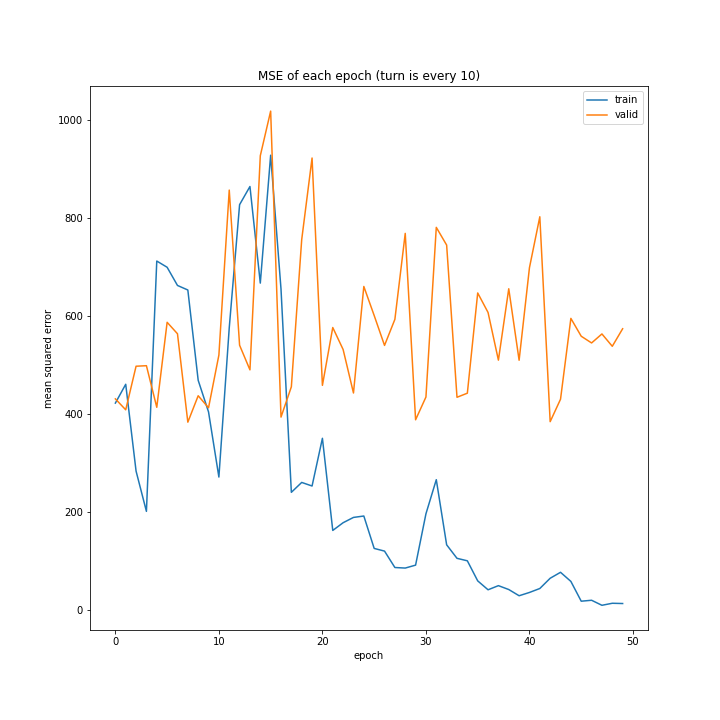 MSE of each epoch (turn is every 10)
train
valid
mean squared error
1000
800
600
400
200
0
0 10 20 30 40 50
epoch